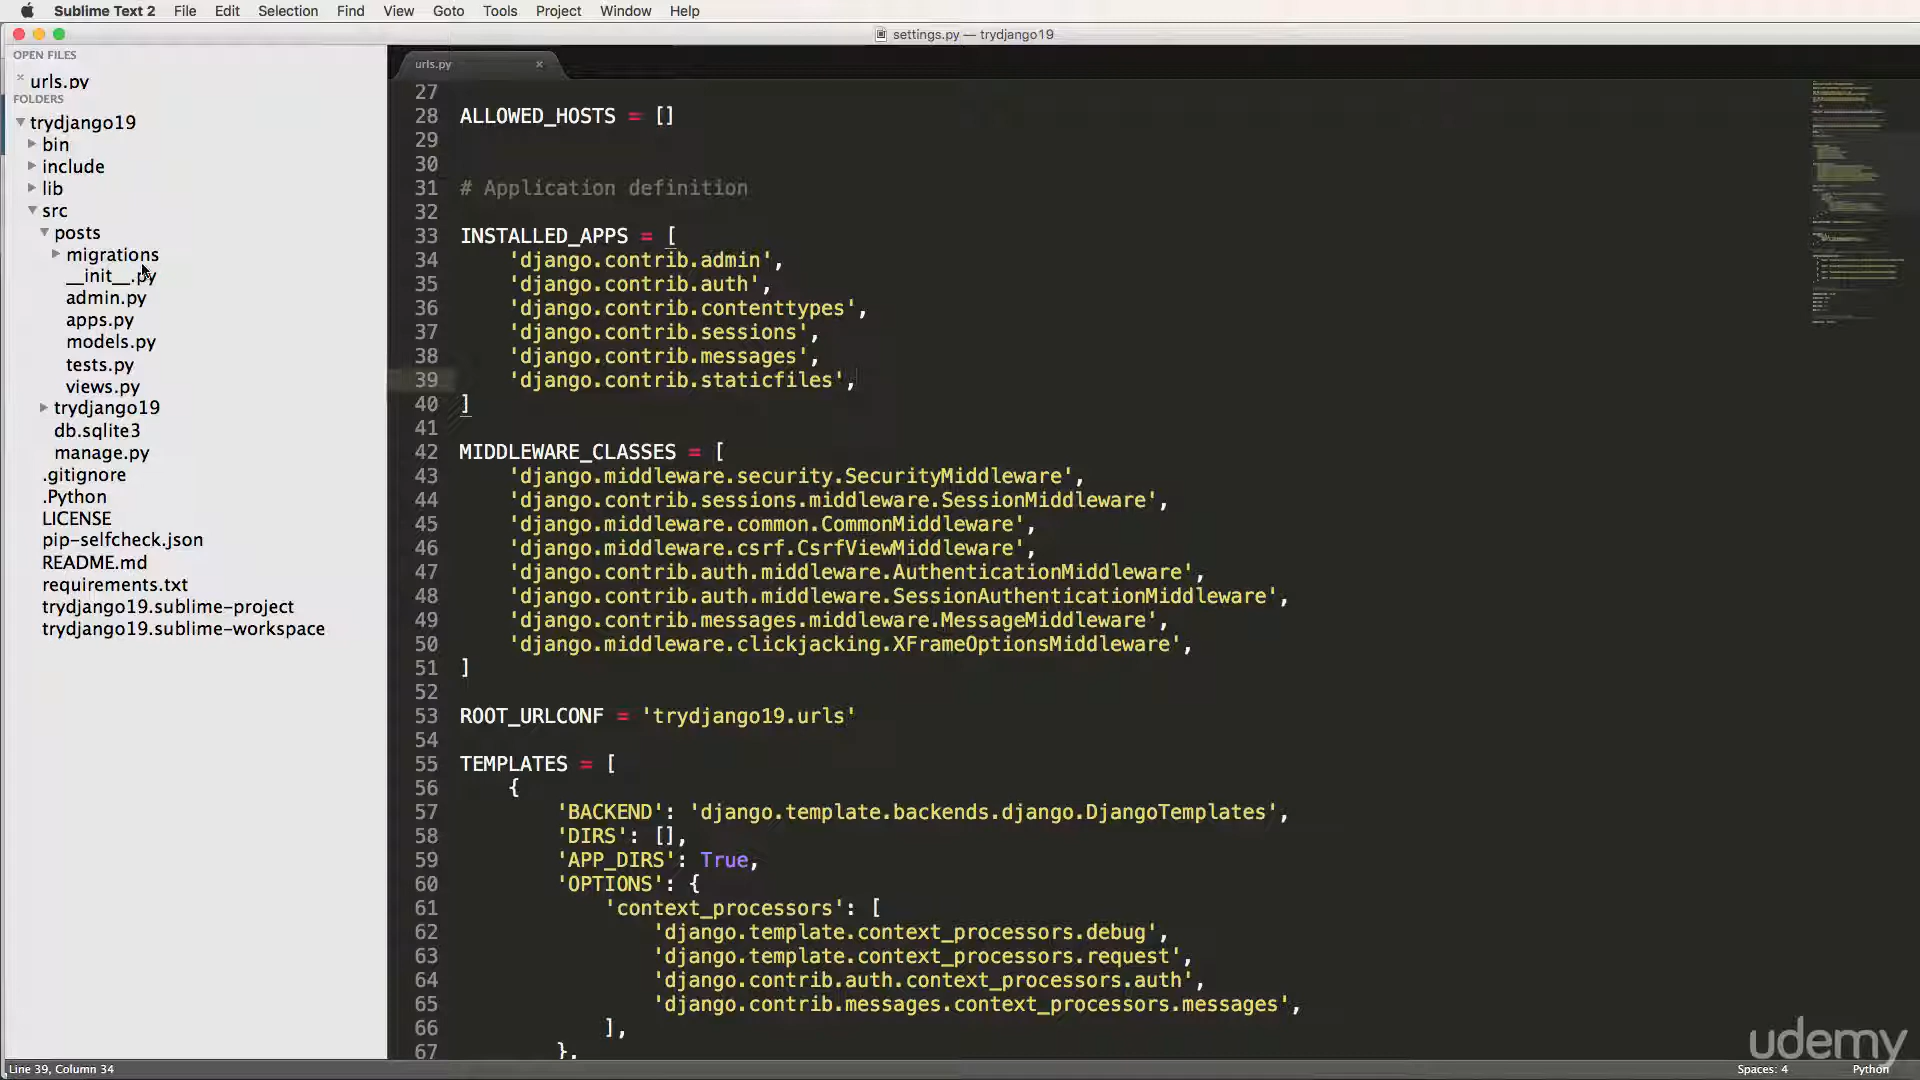 Sublime Text 2 File Edit Selection Find View Goto Tools Project Window Help
settings.py — trydjango19
OPEN FILES
urls.py
FOLDERS
trydjango19
bin
include
lib
src
posts
migrations
__init__.py
admin.py
apps.py
models.py
tests.py
views.py
trydjango19
db.sqlite3
manage.py
.gitignore
.Python
LICENSE
pip-selfcheck.json
README.md
requirements.txt
trydjango19.sublime-project
trydjango19.sublime-workspace
urls.py
27
28 ALLOWED_HOSTS = []
29
30
31 # Application definition
32
33 INSTALLED_APPS = [
34     'django.contrib.admin',
35     'django.contrib.auth',
36     'django.contrib.contenttypes',
37     'django.contrib.sessions',
38     'django.contrib.messages',
39     'django.contrib.staticfiles',
40 ]
41
42 MIDDLEWARE_CLASSES = [
43     'django.middleware.security.SecurityMiddleware',
44     'django.contrib.sessions.middleware.SessionMiddleware',
45     'django.middleware.common.CommonMiddleware',
46     'django.middleware.csrf.CsrfViewMiddleware',
47     'django.contrib.auth.middleware.AuthenticationMiddleware',
48     'django.contrib.auth.middleware.SessionAuthenticationMiddleware',
49     'django.contrib.messages.middleware.MessageMiddleware',
50     'django.middleware.clickjacking.XFrameOptionsMiddleware',
51 ]
52
53 ROOT_URLCONF = 'trydjango19.urls'
54
55 TEMPLATES = [
56     {
57         'BACKEND': 'django.template.backends.django.DjangoTemplates',
58         'DIRS': [],
59         'APP_DIRS': True,
60         'OPTIONS': {
61             'context_processors': [
62                 'django.template.context_processors.debug',
63                 'django.template.context_processors.request',
64                 'django.contrib.auth.context_processors.auth',
65                 'django.contrib.messages.context_processors.messages',
66             ],
67         },
udemy
Line 39, Column 34
Spaces: 4
Python